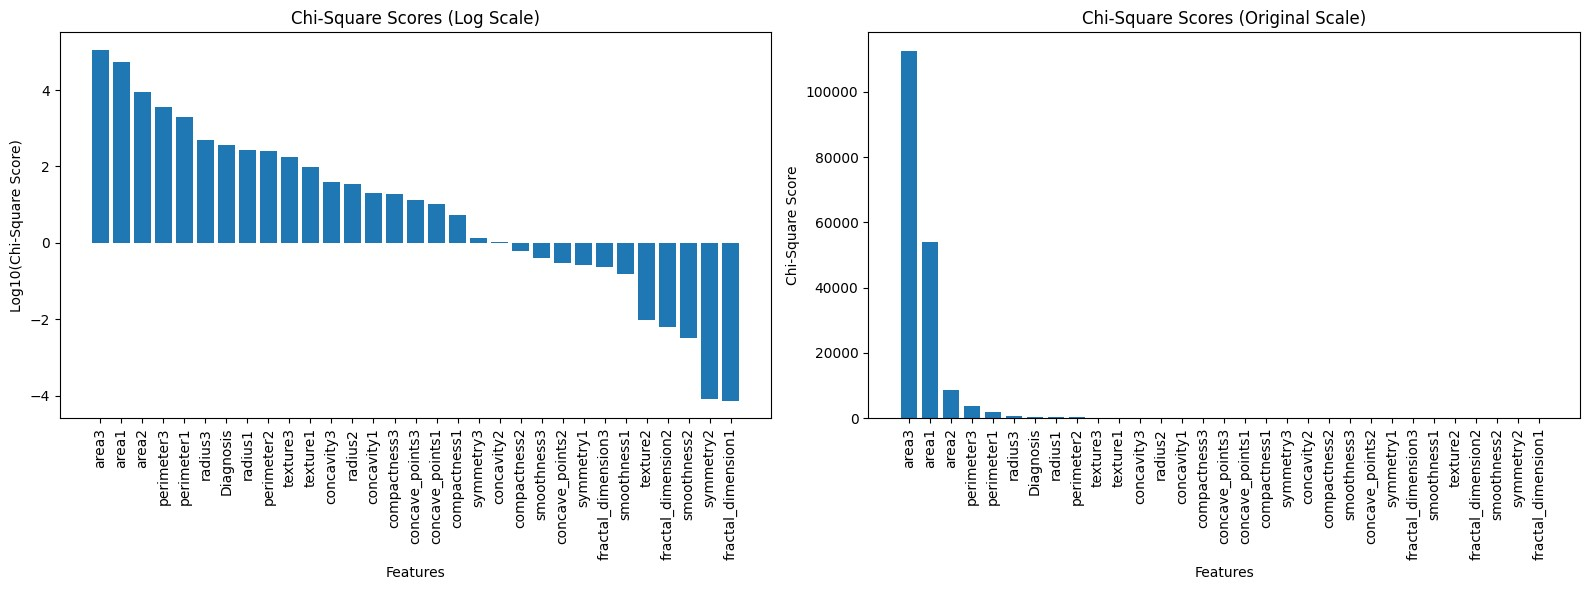 Chi-Square Scores (Log Scale)
Log10(Chi-Square Score)
4
2
0
−2
−4
area3
area1
area2
perimeter3
perimeter1
radius3
Diagnosis
radius1
perimeter2
texture3
texture1
concavity3
radius2
concavity1
compactness3
concave_points3
concave_points1
compactness1
symmetry3
concavity2
compactness2
smoothness3
concave_points2
symmetry1
fractal_dimension3
smoothness1
texture2
fractal_dimension2
smoothness2
symmetry2
fractal_dimension1
Features
Chi-Square Scores (Original Scale)
Chi-Square Score
100000
80000
60000
40000
20000
0
area3
area1
area2
perimeter3
perimeter1
radius3
Diagnosis
radius1
perimeter2
texture3
texture1
concavity3
radius2
concavity1
compactness3
concave_points3
concave_points1
compactness1
symmetry3
concavity2
compactness2
smoothness3
concave_points2
symmetry1
fractal_dimension3
smoothness1
texture2
fractal_dimension2
smoothness2
symmetry2
fractal_dimension1
Features